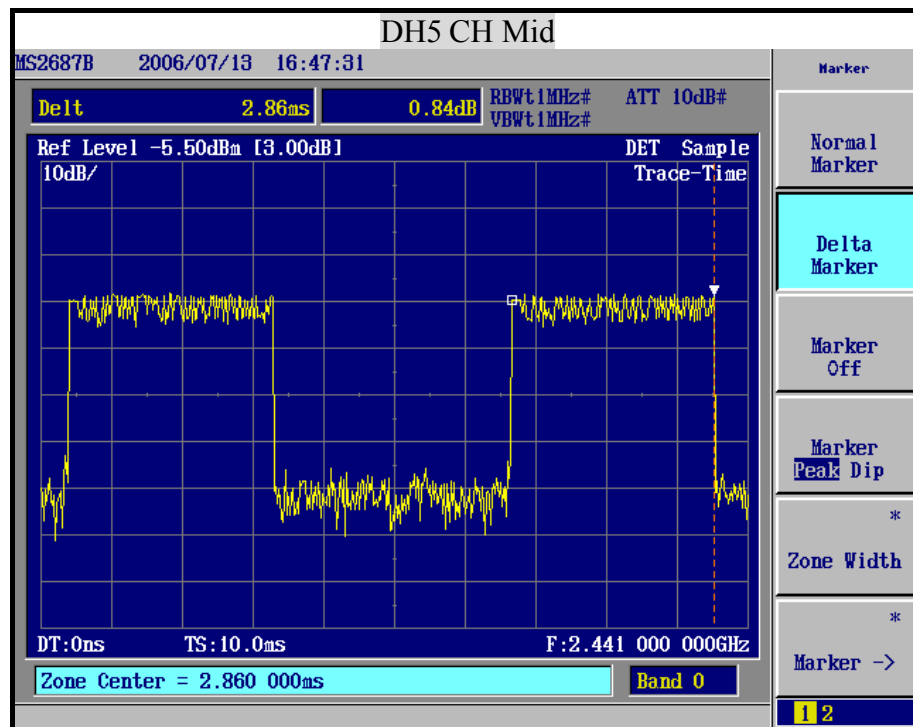 DH5 CH Mid
MS2687B 2006/07/13 16:47:31
Marker
Delt 2.86ms 0.84dB RBWt1MHz# ATT 10dB#
VBWt1MHz#
Ref Level -5.50dBm [3.00dB] DET Sample
10dB/ Trace-Time
Normal
Marker
Delta
Marker
Marker
Off
Marker
Peak Dip
*
Zone Width
*
Marker ->
DT:0ns TS:10.0ms F:2.441 000 000GHz
Zone Center = 2.860 000ms Band 0
1 2